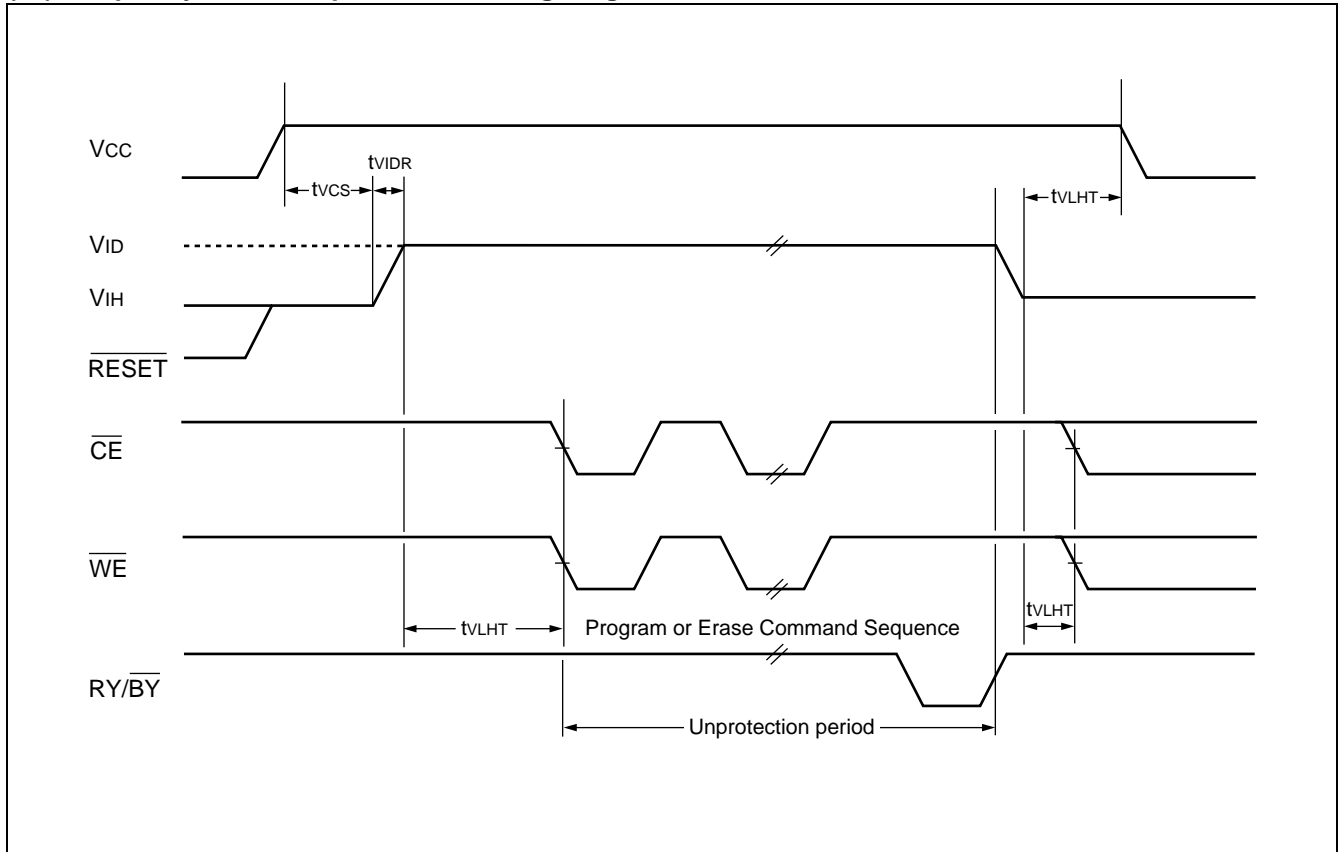 VCC
tVIDR
tVCS
tVLHT
VID
VIH
RESET
CE
WE
tVLHT
Program or Erase Command Sequence
tVLHT
RY/BY
Unprotection period